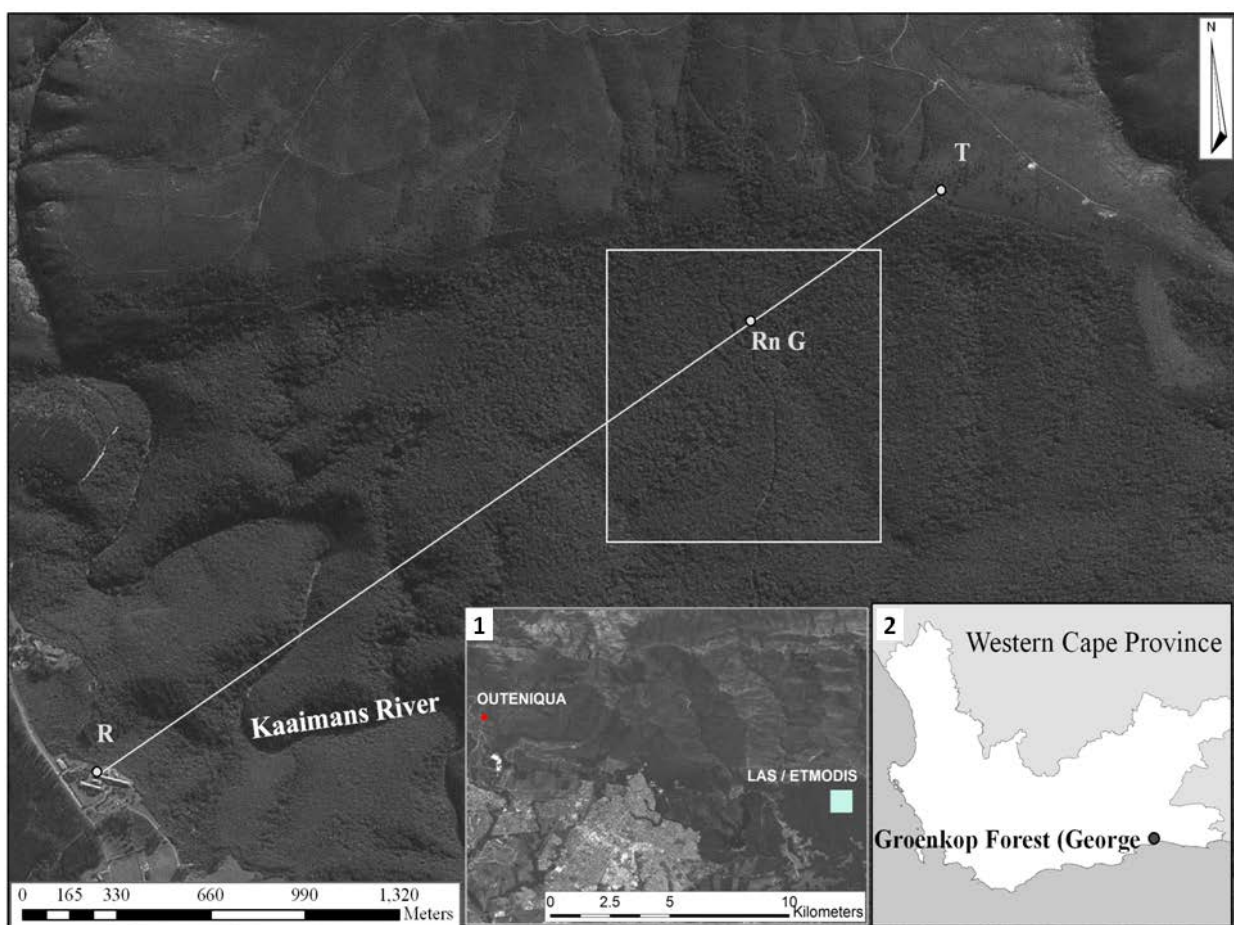 N
T
Rn G
R
Kaaimans River
0 165 330 660 990 1,320
Meters
1
OUTENIQUA
LAS / ETMODIS
0 2.5 5 10
Kilometers
2
Western Cape Province
Groenkop Forest (George